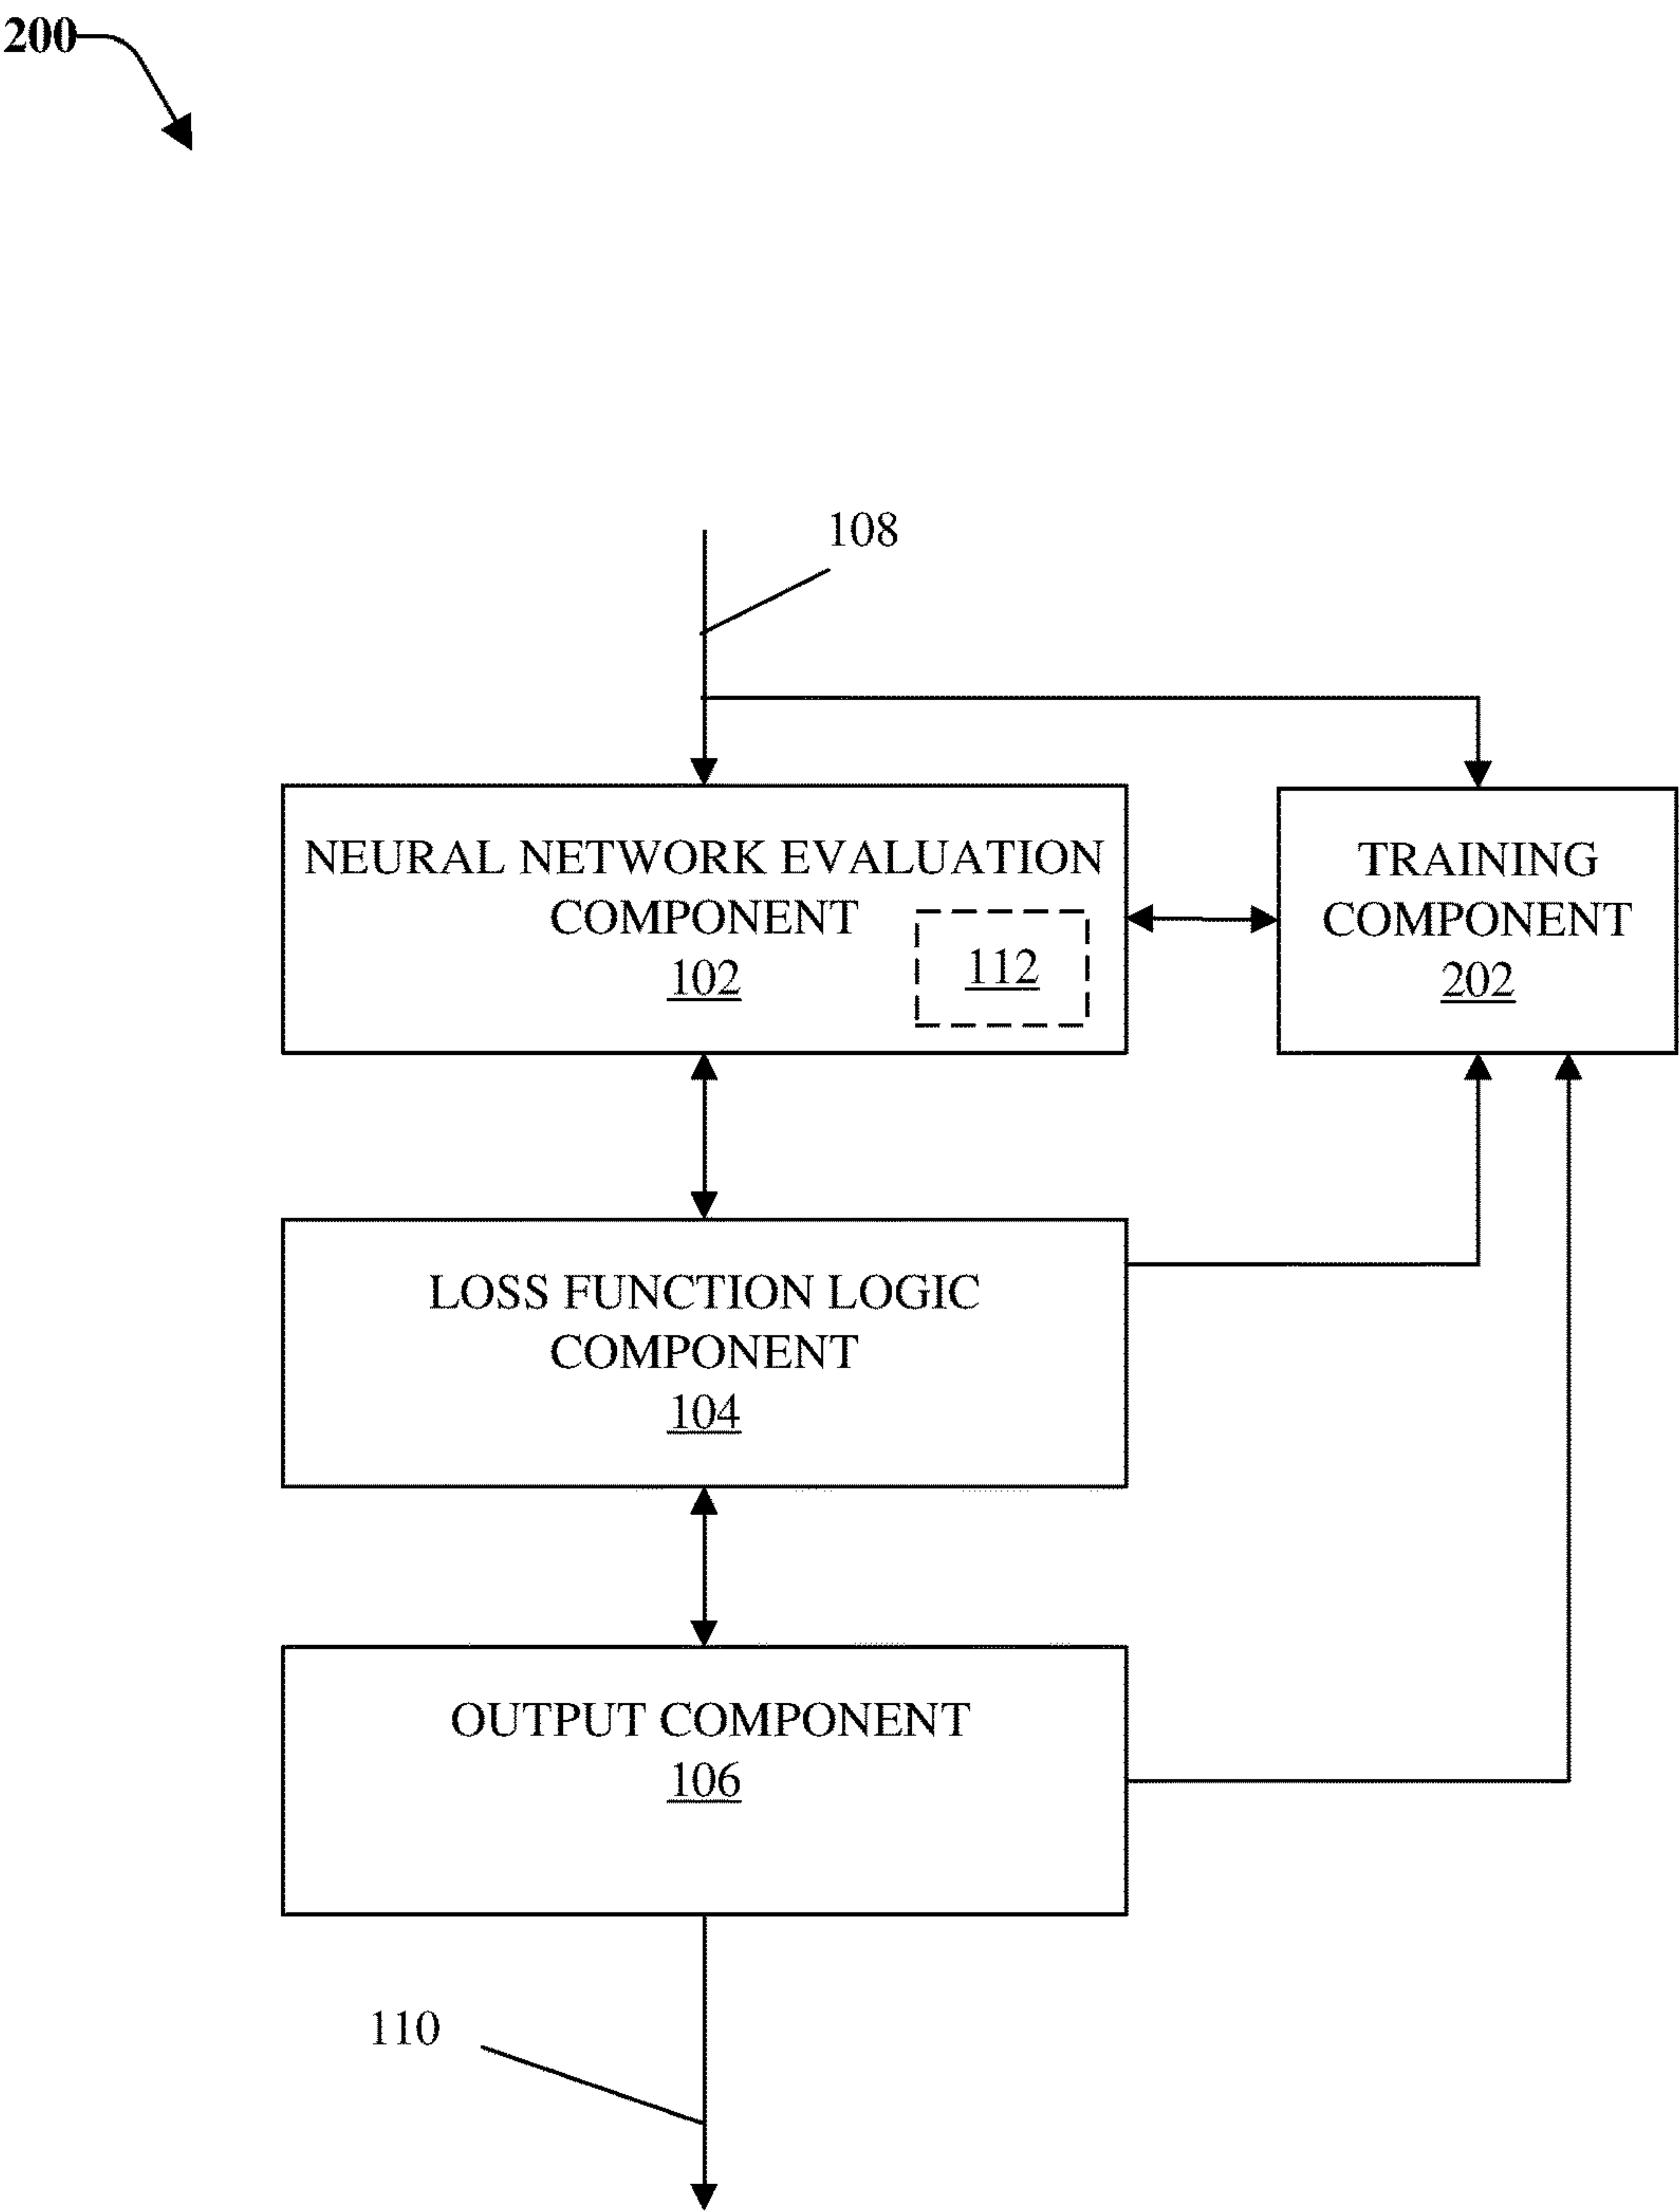 200
108
NEURAL NETWORK EVALUATION
COMPONENT
102
112
TRAINING
COMPONENT
202
LOSS FUNCTION LOGIC
COMPONENT
104
OUTPUT COMPONENT
106
110